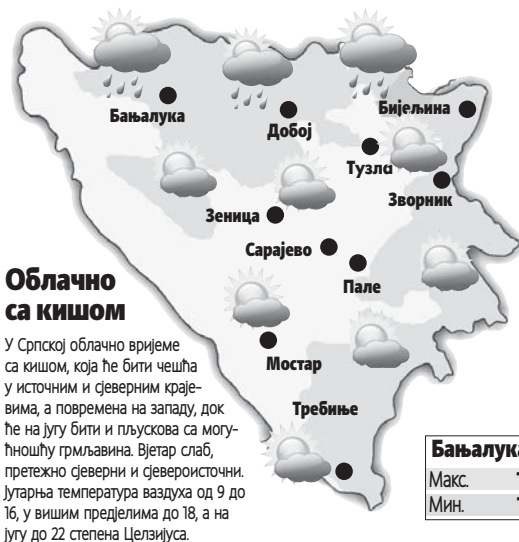 Бањалука
Добој
Бијељина
Тузла
Зворник
Зеница
Сарајево
Пале
Мостар
Требиње
Облачно
са кишом
У Српској облачно вријеме
са кишом, која ће бити чешћа
у источним и сјеверним краје-
вима, а повремена на западу, док
ће на југу бити и пљускова са могу-
ћношћу грмљавина. Вјетар слаб,
претежно сјеверни и сјевероисточни.
Јутарња температура ваздуха од 9 до
16, у вишим предјелима до 18, а на
југу до 22 степена Целзијуса.
Бањалука
Макс.
Мин.